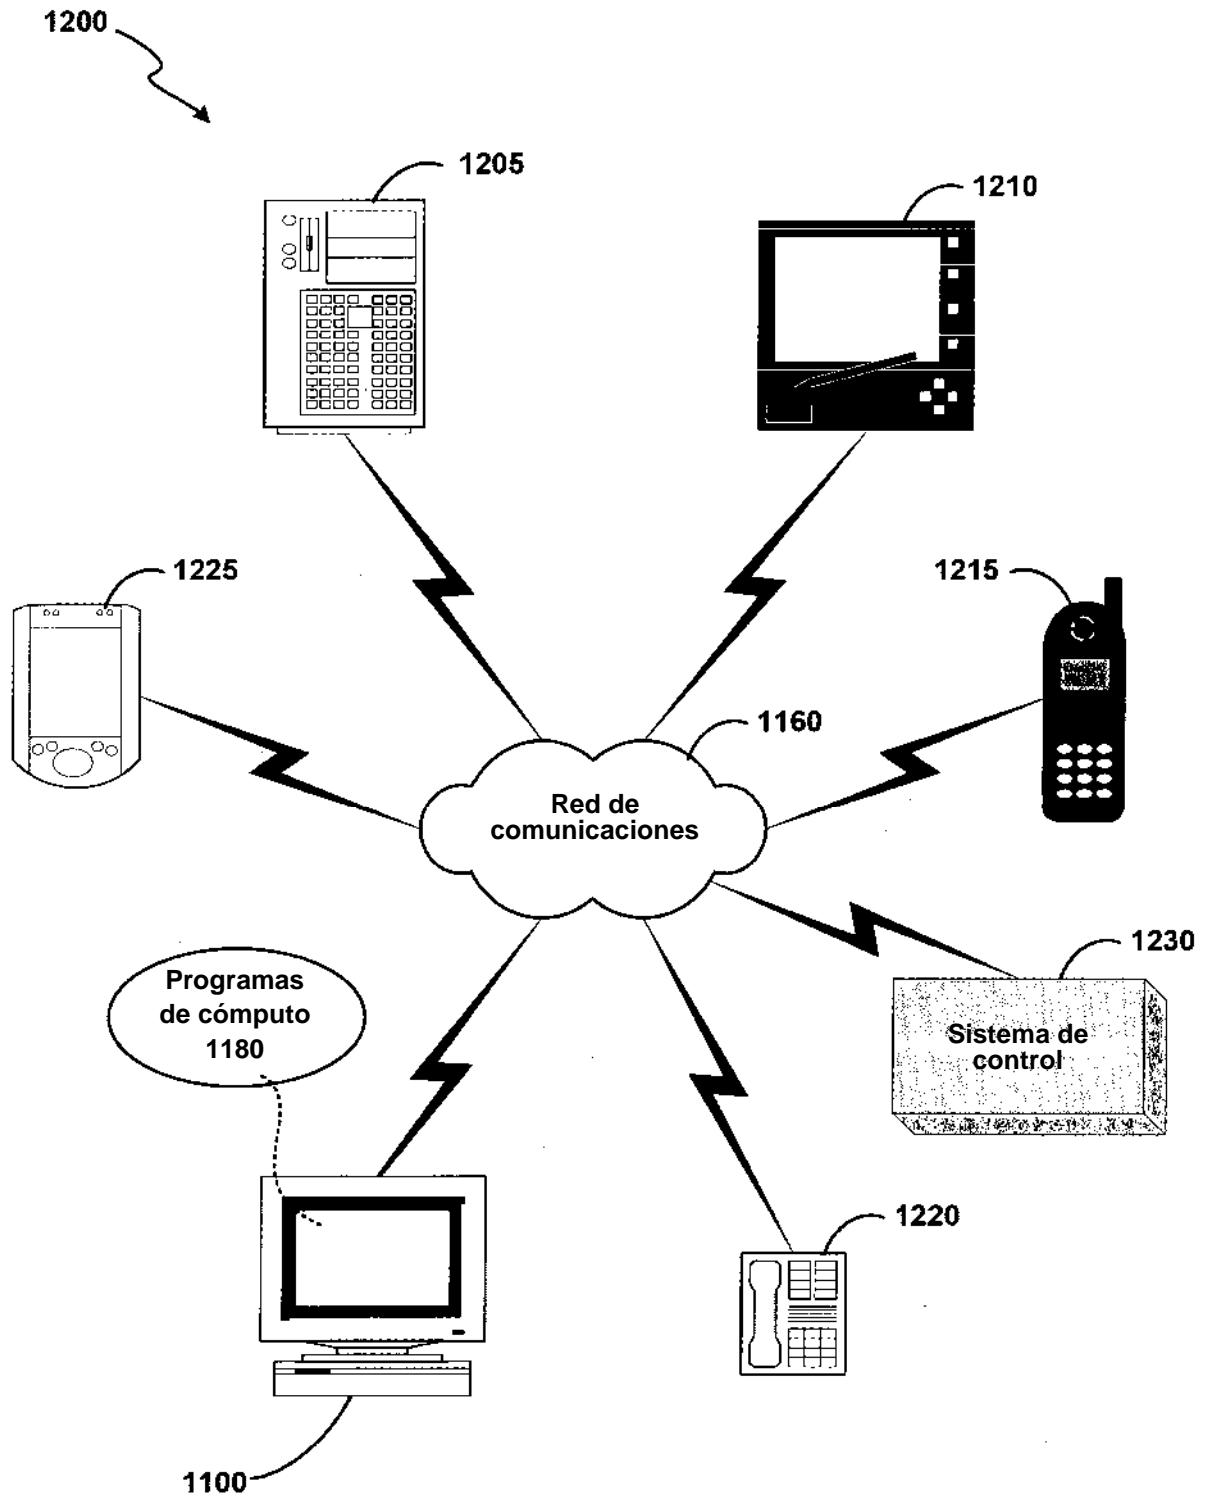 1200
1205
1210
1225
1215
1160
Red de
comunicaciones
1230
Programas
de cómputo
1180
Sistema de
control
1220
1100